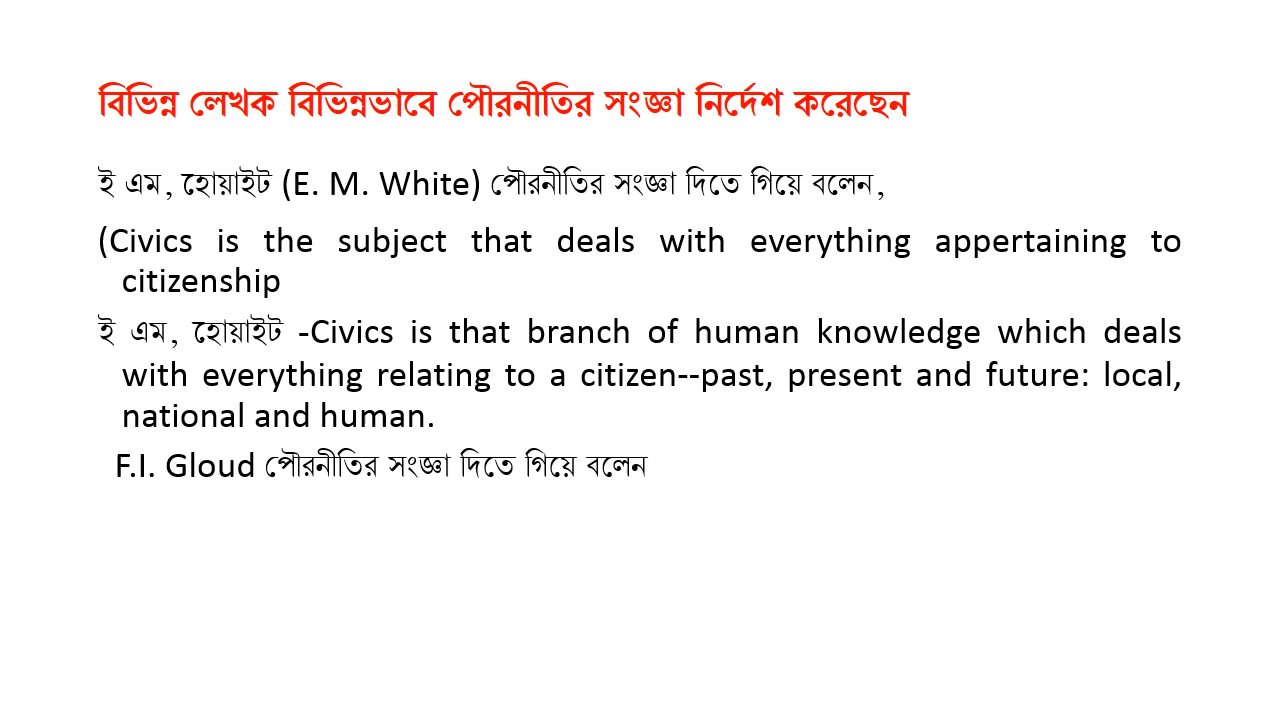 বিভিন্ন লেখক বিভিন্নভাবে পৌরনীতির সংজ্ঞা নির্দেশ করেছেন
ই এম, হোয়াইট (E. M. White) পৌরনীতির সংজ্ঞা দিতে গিয়ে বলেন,
(Civics is the subject that deals with everything appertaining to
citizenship
ই এম, হোয়াইট -Civics is that branch of human knowledge which deals
with everything relating to a citizen--past, present and future: local,
national and human.
F.I. Gloud পৌরনীতির সংজ্ঞা দিতে গিয়ে বলেন